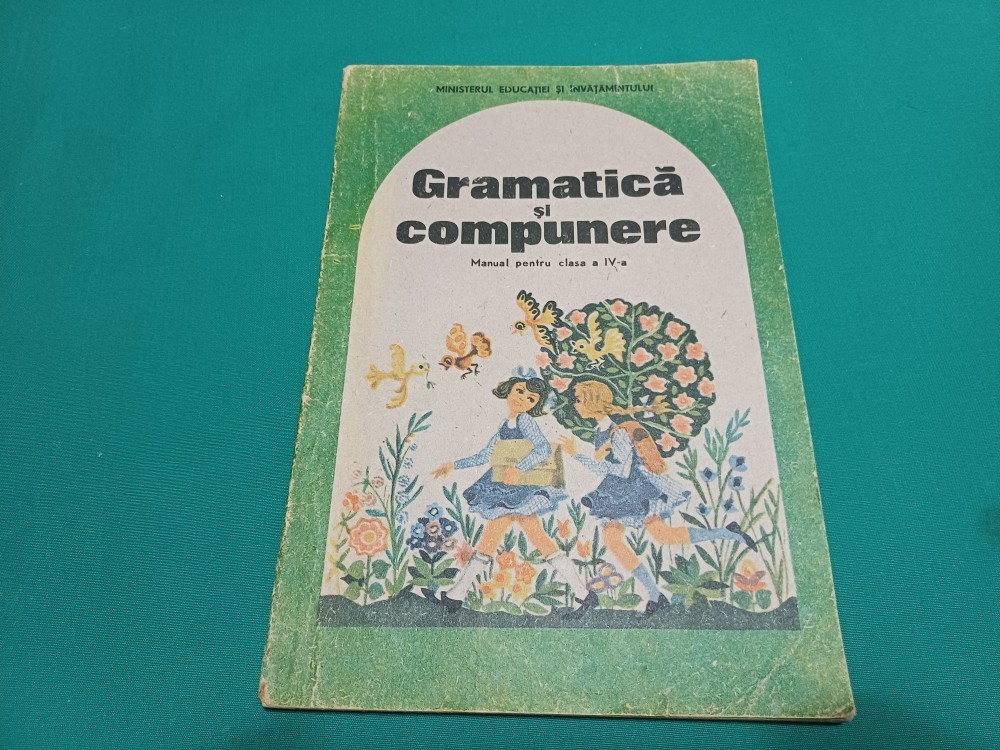 MINISTERUL EDUCAȚIEI ȘI ÎNVĂȚĂMÎNTULUI
Gramatică
și
compunere
Manual pentru clasa a IV-a